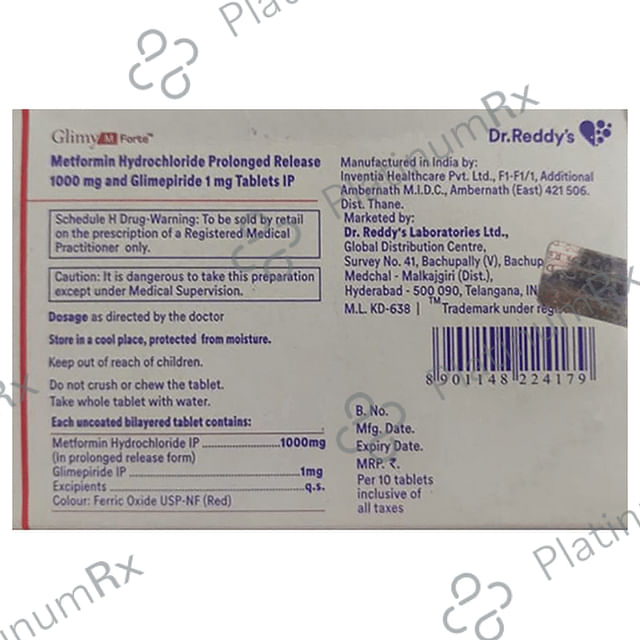 Glimy M Forte™
Metformin Hydrochloride Prolonged Release
1000 mg and Glimepiride 1 mg Tablets IP
Schedule H Drug-Warning: To be sold by retail
on the prescription of a Registered Medical
Practitioner only.
Caution: It is dangerous to take this preparation
except under Medical Supervision.
Dosage as directed by the doctor
Store in a cool place, protected from moisture.
Keep out of reach of children.
Do not crush or chew the tablet.
Take whole tablet with water.
Each uncoated bilayered tablet contains:
Metformin Hydrochloride IP ..................1000mg
(In prolonged release form)
Glimepiride IP ..................1mg
Excipients ..................q.s.
Colour: Ferric Oxide USP-NF (Red)
Dr.Reddy's
Manufactured in India by:
Inventia Healthcare Pvt. Ltd., F1-F1/1, Additional
Ambernath M.I.D.C., Ambernath (East) 421 506.
Dist. Thane.
Marketed by:
Dr. Reddy's Laboratories Ltd.,
Global Distribution Centre,
Survey No. 41, Bachupally (V), Bachup
Medchal - Malkajgiri (Dist.),
Hyderabad - 500 090, Telangana, IN
M.L. KD-638 | ™Trademark under reg
8 901148 224179
B. No.
Mfg. Date.
Expiry Date.
MRP. ₹.
Per 10 tablets
inclusive of
all taxes
PlatinumRx
PlatinumRx
PlatinumRx
PlatinumRx